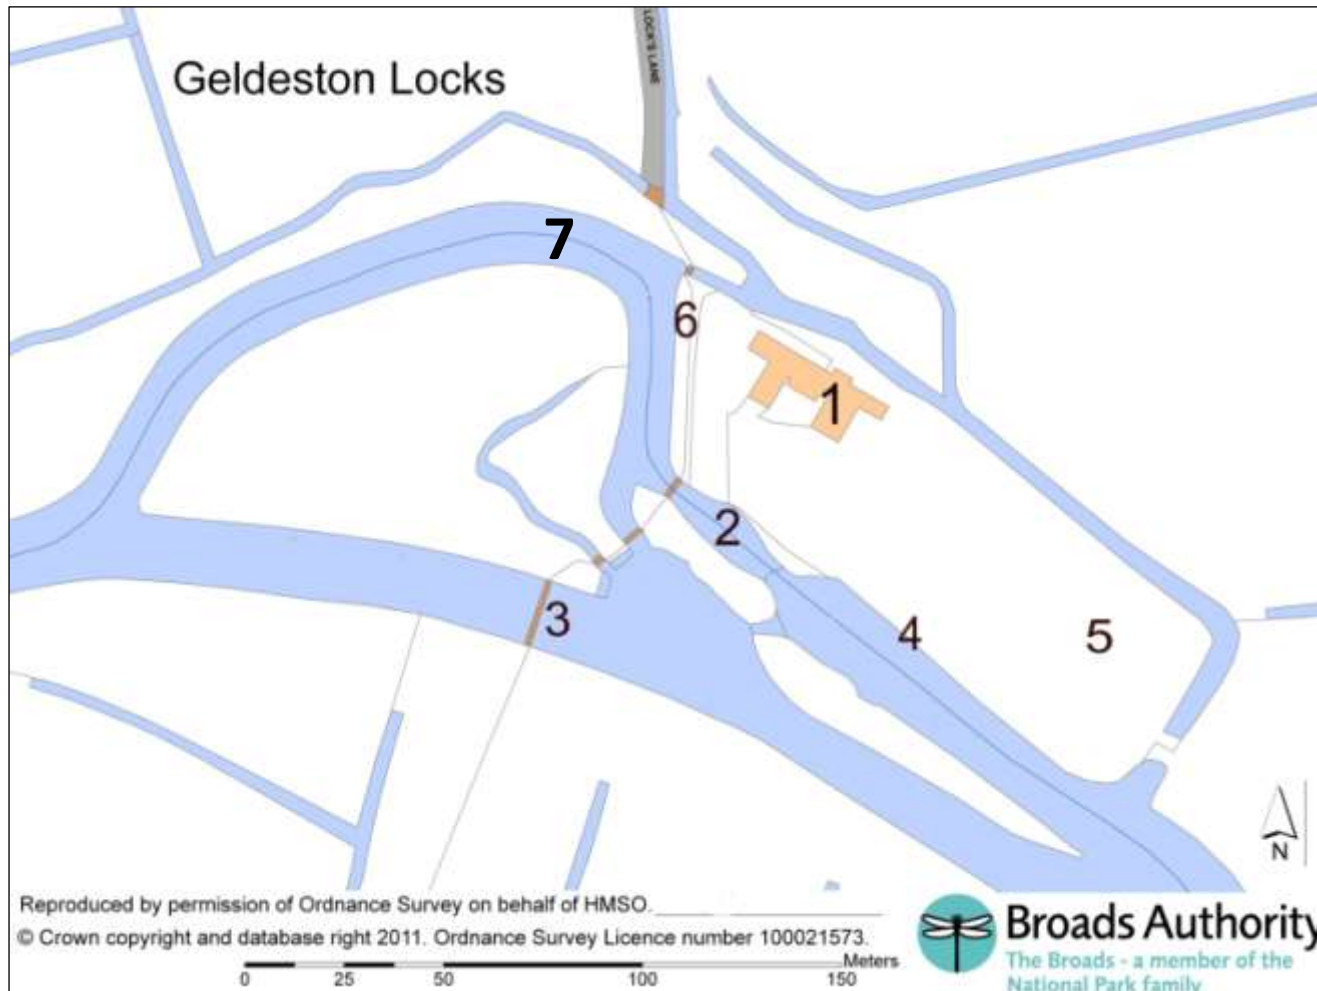 LOCK'S LANE
Geldeston Locks
7
6
1
2
3
4
5
N
Reproduced by permission of Ordnance Survey on behalf of HMSO.
© Crown copyright and database right 2011. Ordnance Survey Licence number 100021573.
Meters
0 25 50 100 150
Broads Authority
The Broads - a member of the
National Park family